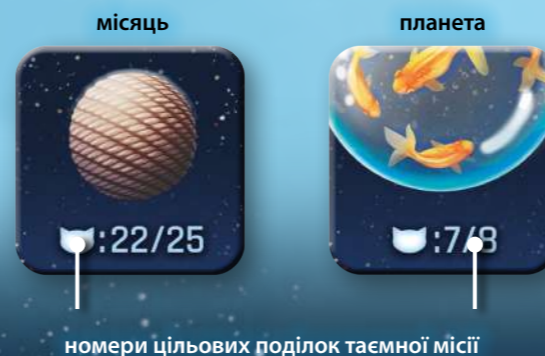 місяць
планета
:22/25
:7/8
номери цільових поділок таємної місії